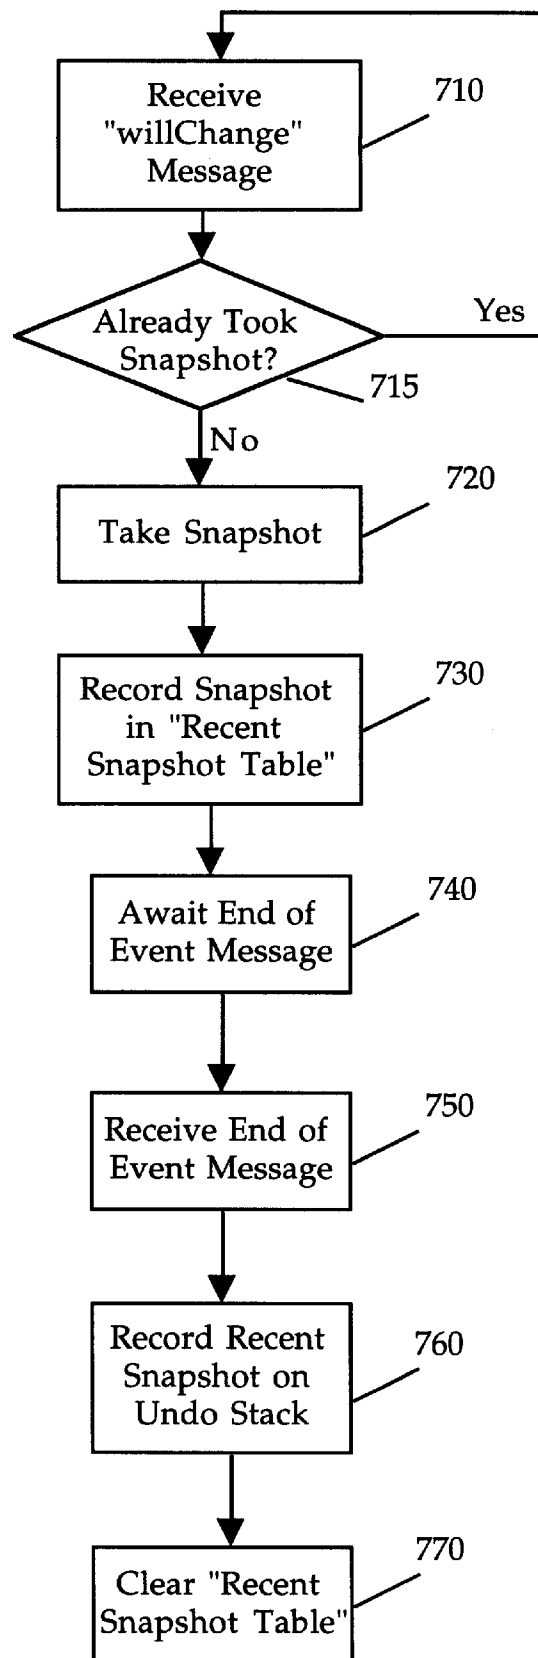 Receive
"willChange"
Message
710
Already Took
Snapshot?
Yes
715
No
720
Take Snapshot
730
Record Snapshot
in "Recent
Snapshot Table"
740
Await End of
Event Message
750
Receive End of
Event Message
760
Record Recent
Snapshot on
Undo Stack
770
Clear "Recent
Snapshot Table"